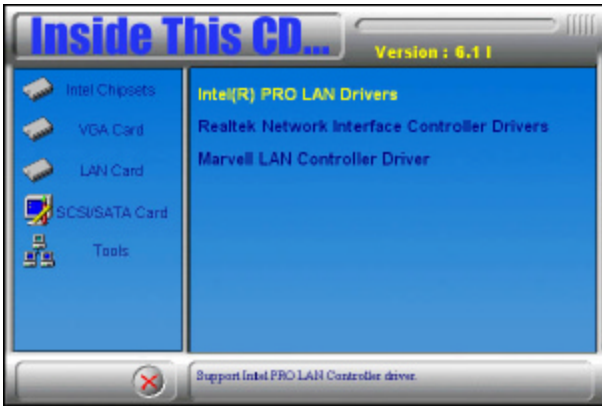 Inside This CD...
Version : 6.1 I
Intel Chipsets
VGA Card
LAN Card
SCSI/SATA Card
Tools
Intel(R) PRO LAN Drivers
Realtek Network Interface Controller Drivers
Marvell LAN Controller Driver
Support Intel PRO LAN Controller driver.